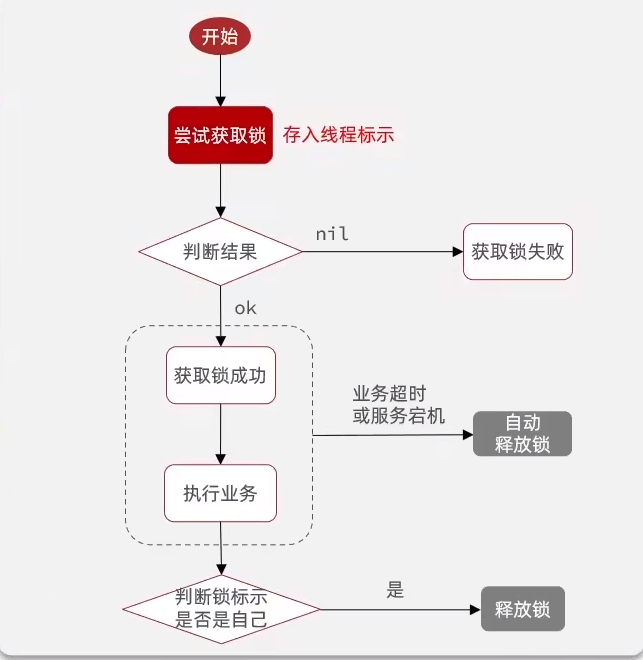 开始
尝试获取锁
存入线程标示
判断结果
nil
获取锁失败
ok
获取锁成功
业务超时
或服务宕机
自动
释放锁
执行业务
判断锁标示
是否是自己
是
释放锁